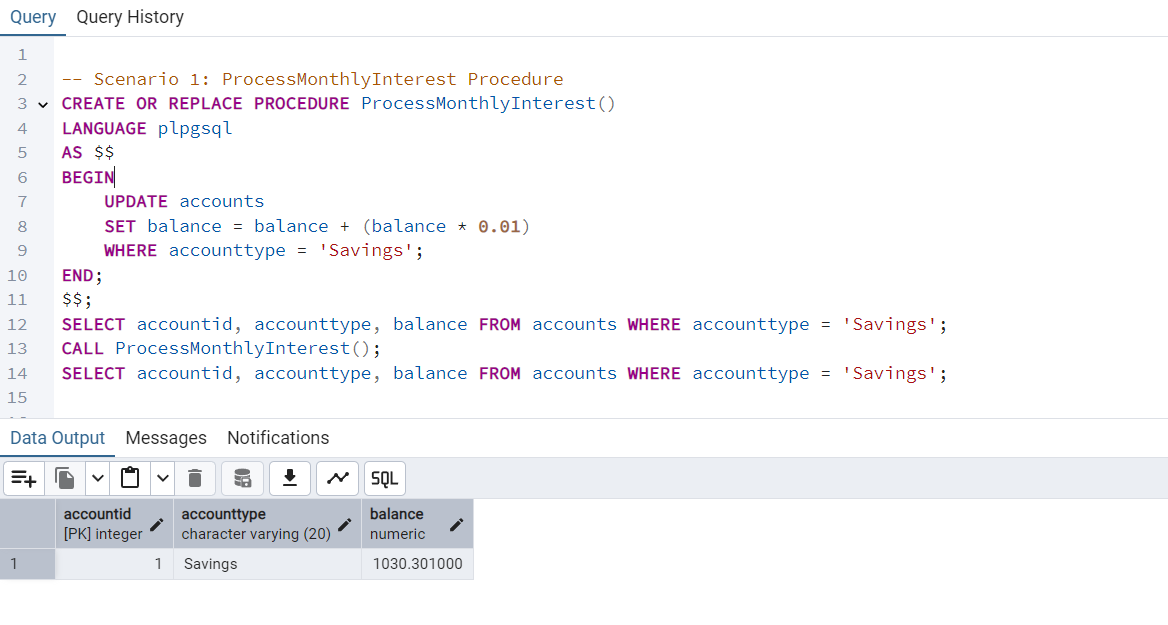 Query Query History
1
2 -- Scenario 1: ProcessMonthlyInterest Procedure
3 CREATE OR REPLACE PROCEDURE ProcessMonthlyInterest()
4 LANGUAGE plpgsql
5 AS $$
6 BEGIN
7 UPDATE accounts
8 SET balance = balance + (balance * 0.01)
9 WHERE accounttype = 'Savings';
10 END;
11 $$;
12 SELECT accountid, accounttype, balance FROM accounts WHERE accounttype = 'Savings';
13 CALL ProcessMonthlyInterest();
14 SELECT accountid, accounttype, balance FROM accounts WHERE accounttype = 'Savings';
15
Data Output Messages Notifications
SQL
accountid accounttype balance
[PK] integer character varying (20) numeric
1 1 Savings 1030.301000